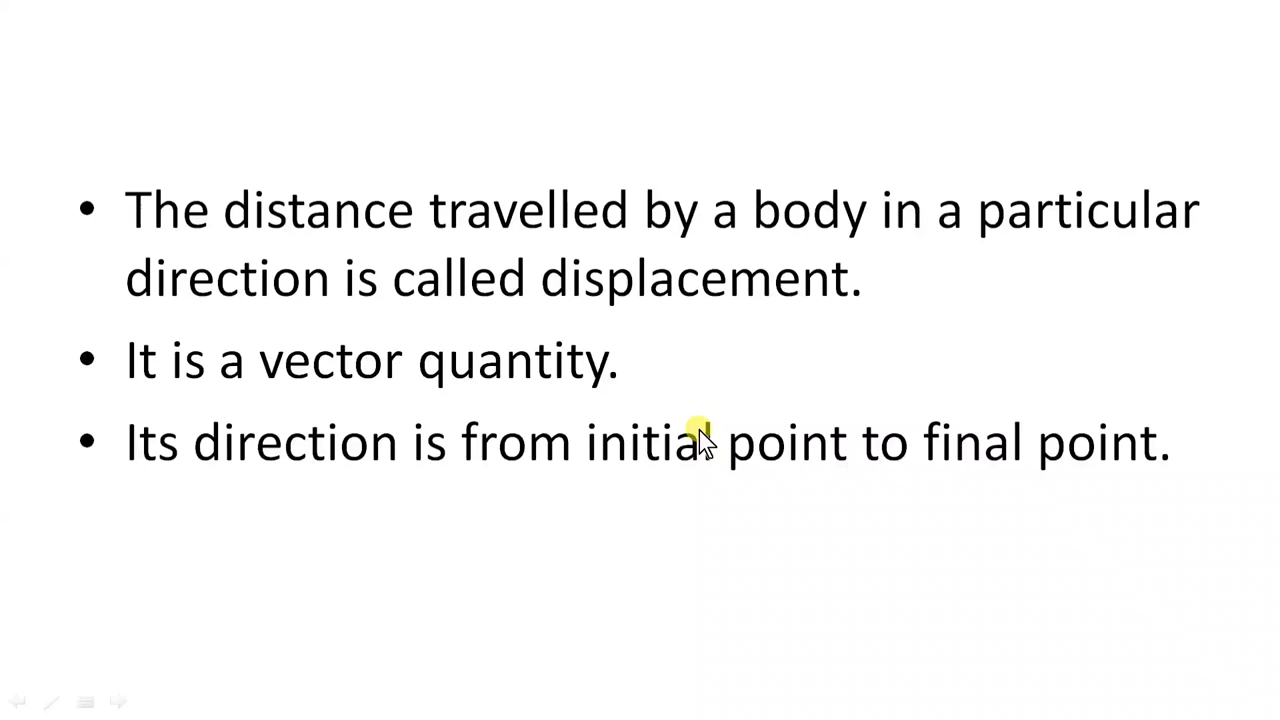 • The distance travelled by a body in a particular
direction is called displacement.
• It is a vector quantity.
• Its direction is from initial point to final point.